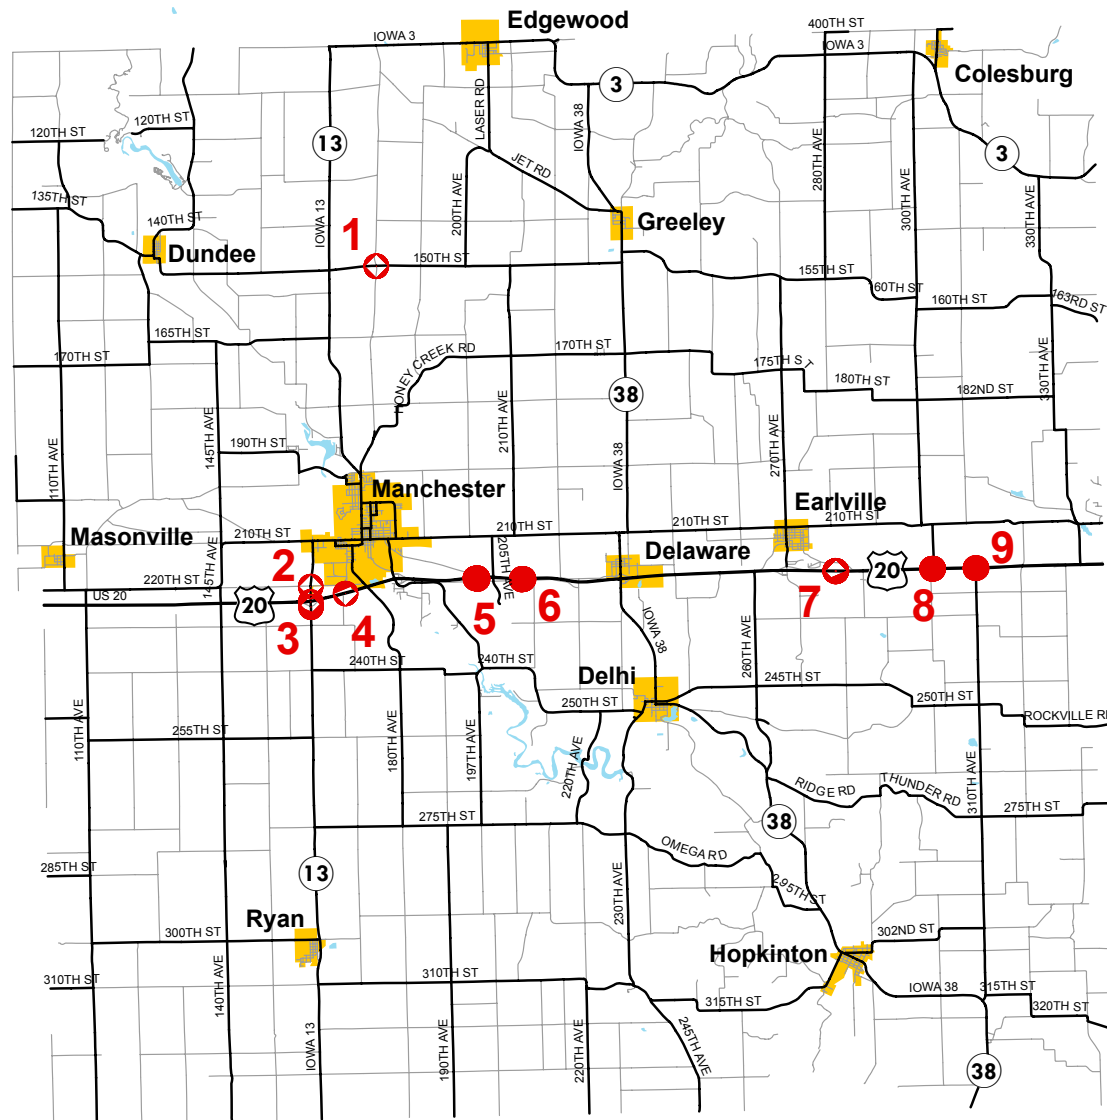 Edgewood
400TH ST
IOWA 3
IOWA 3
Colesburg
LASER RD
IOWA 38
3
120TH ST
120TH ST
13
JET RD
280TH AVE
3
135TH ST
200TH AVE
300TH AVE
330TH AVE
140TH ST
IOWA 13
1
Greeley
Dundee
150TH ST
155TH ST
60TH ST
160TH ST
163RD ST
165TH ST
170TH ST
HONEY CREEK RD
170TH ST
175TH ST
180TH ST
182ND ST
330TH AVE
38
145TH AVE
190TH ST
210TH AVE
IOWA 38
270TH AVE
110TH AVE
Manchester
Earlville
Masonville
210TH ST
210TH ST
210TH ST
210TH ST
Delaware
9
2
205TH AVE
220TH ST
145TH AVE
US 20
20
20
3
4
5
6
7
8
IOWA 38
240TH ST
240TH ST
Delhi
260TH AVE
245TH ST
250TH ST
250TH ST
ROCKVILLE RD
110TH AVE
255TH ST
180TH AVE
197TH AVE
220TH AVE
310TH AVE
RIDGE RD
THUNDER RD
275TH ST
275TH ST
38
OMEGA RD
285TH ST
13
295TH ST
230TH AVE
Ryan
300TH ST
302ND ST
Hopkinton
310TH ST
140TH AVE
310TH ST
315TH ST
IOWA 38
315TH ST
320TH ST
IOWA 13
190TH AVE
220TH AVE
245TH AVE
38